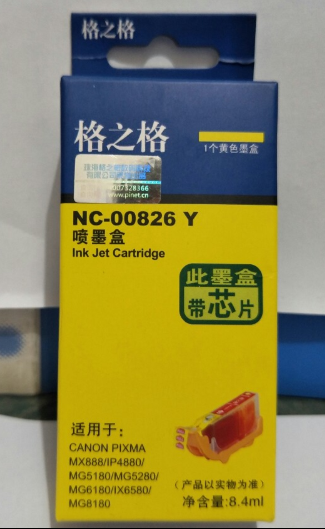 格之格
格之格
1个黄色墨盒
07328366
www.pinet.cn
NC-00826 Y
喷墨盒
Ink Jet Cartridge
此墨盒
带芯片
适用于：
CANON PIXMA
MX888/IP4880/
MG5180/MG5280/
MG6180/IX6580/
MG8180
（产品以实物为准）
净含量:8.4ml